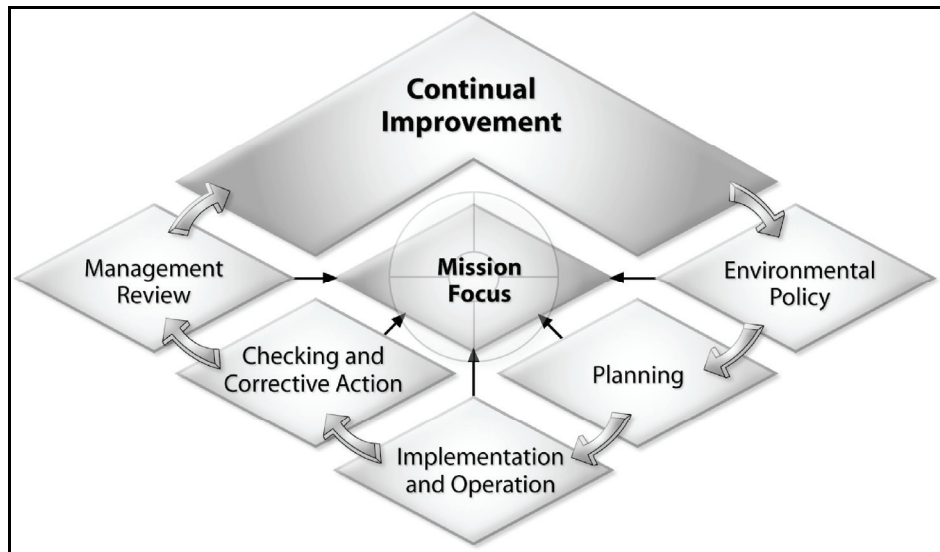 Continual
Improvement
Management
Review
Mission
Focus
Environmental
Policy
Checking and
Corrective Action
Planning
Implementation
and Operation